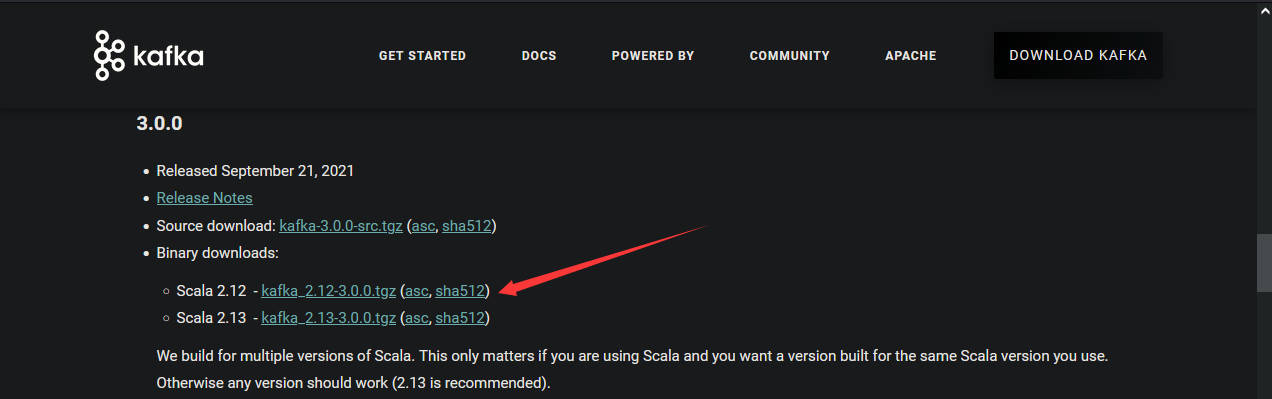 kafka GET STARTED DOCS POWERED BY COMMUNITY APACHE DOWNLOAD KAFKA
3.0.0
Released September 21, 2021
Release Notes
Source download: kafka-3.0.0-src.tgz (asc, sha512)
Binary downloads:
Scala 2.12 - kafka_2.12-3.0.0.tgz (asc, sha512)
Scala 2.13 - kafka_2.13-3.0.0.tgz (asc, sha512)
We build for multiple versions of Scala. This only matters if you are using Scala and you want a version built for the same Scala version you use.
Otherwise any version should work (2.13 is recommended).